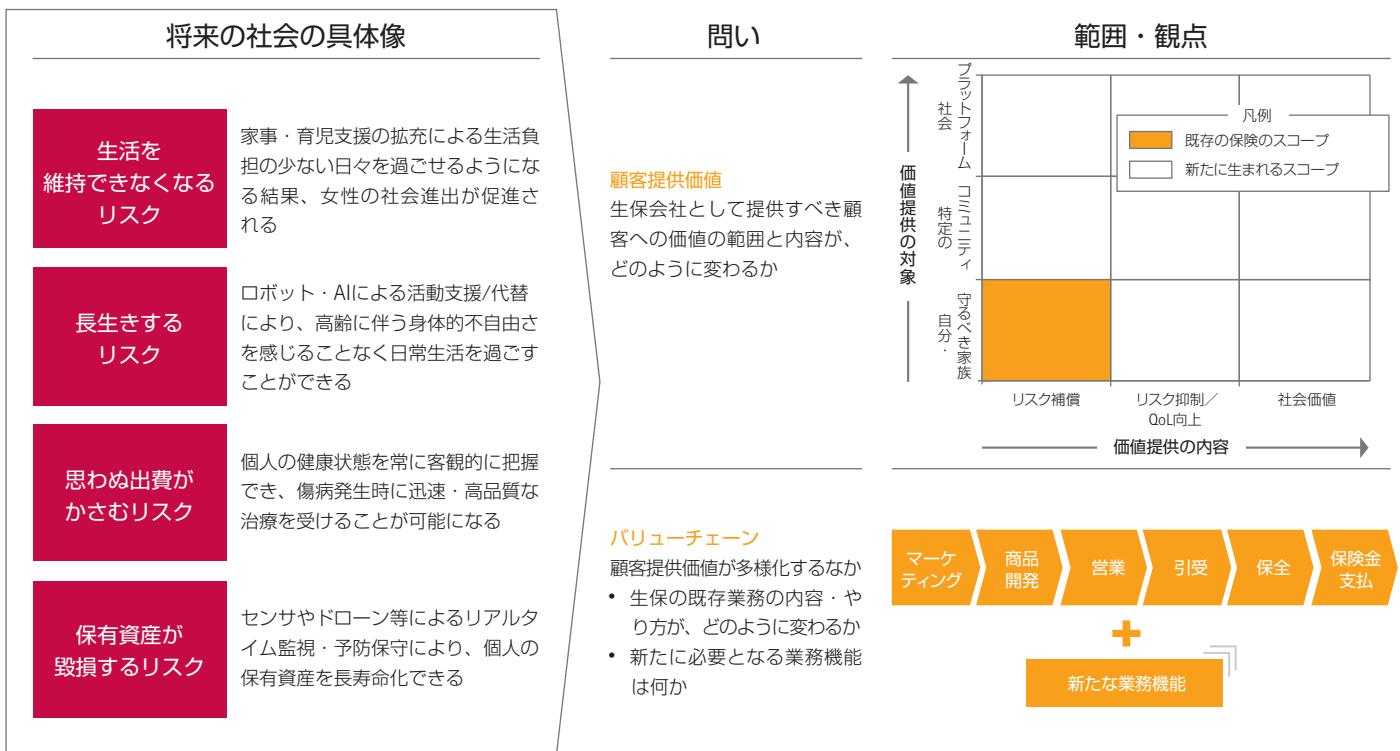 将来の社会の具体像
生活を
維持できなくなる
リスク
家事・育児支援の拡充による生活負
担の少ない日々を過ごせるようにな
る結果、女性の社会進出が促進さ
れる
長生きする
リスク
ロボット・AIによる活動支援/代替
により、高齢に伴う身体的不自由さ
を感じることなく日常生活を過ごす
ことができる
思わぬ出費が
かさむリスク
個人の健康状態を常に客観的に把握
でき、傷病発生時に迅速・高品質な
治療を受けることが可能になる
保有資産が
毀損するリスク
センサやドローン等によるリアルタ
イム監視・予防保守により、個人の
保有資産を長寿命化できる
問い
顧客提供価値
生保会社として提供すべき顧
客への価値の範囲と内容が、
どのように変わるか
バリューチェーン
顧客提供価値が多様化するなか
• 生保の既存業務の内容・や
り方が、どのように変わるか
• 新たに必要となる業務機能
は何か
範囲・観点
価値提供の対象
社会
プラットフォーム
特定の
コミュニティ
自分・
守るべき家族
凡例
既存の保険のスコープ
新たに生まれるスコープ
リスク補償
リスク抑制／
QoL向上
社会価値
価値提供の内容
マーケ
ティング
商品
開発
営業
引受
保全
保険金
支払
新たな業務機能